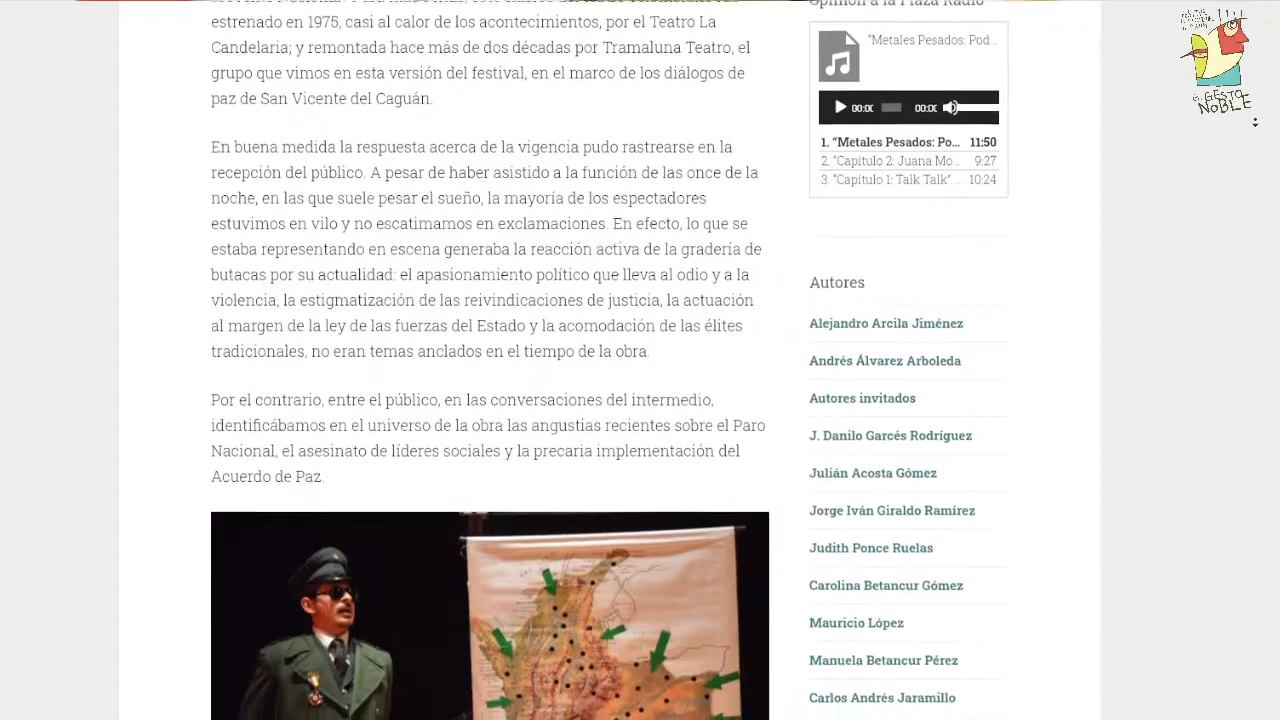 estrenado en 1975, casi al calor de los acontecimientos, por el Teatro La
Candelaria; y remontada hace más de dos décadas por Tramaluna Teatro, el
grupo que vimos en esta versión del festival, en el marco de los diálogos de
paz de San Vicente del Caguán.
En buena medida la respuesta acerca de la vigencia pudo rastrearse en la
recepción del público. A pesar de haber asistido a la función de las once de la
noche, en las que suele pesar el sueño, la mayoría de los espectadores
estuvimos en vilo y no escatimamos en exclamaciones. En efecto, lo que se
estaba representando en escena generaba la reacción activa de la gradería de
butacas por su actualidad: el apasionamiento político que lleva al odio y a la
violencia, la estigmatización de las reivindicaciones de justicia, la actuación
al margen de la ley de las fuerzas del Estado y la acomodación de las élites
tradicionales, no eran temas anclados en el tiempo de la obra.
Por el contrario, entre el público, en las conversaciones del intermedio,
identificábamos en el universo de la obra las angustias recientes sobre el Paro
Nacional, el asesinato de líderes sociales y la precaria implementación del
Acuerdo de Paz.
Opinión a la Plaza Radio
“Metales Pesados: Pod...
00:00 00:00
1. “Metales Pesados: Po... 11:50
2. “Capítulo 2: Juana Mo... 9:27
3. “Capítulo 1: Talk Talk” ... 10:24
Autores
Alejandro Arcila Jiménez
Andrés Álvarez Arboleda
Autores invitados
J. Danilo Garcés Rodríguez
Julián Acosta Gómez
Jorge Iván Giraldo Ramírez
Judith Ponce Ruelas
Carolina Betancur Gómez
Mauricio López
Manuela Betancur Pérez
Carlos Andrés Jaramillo